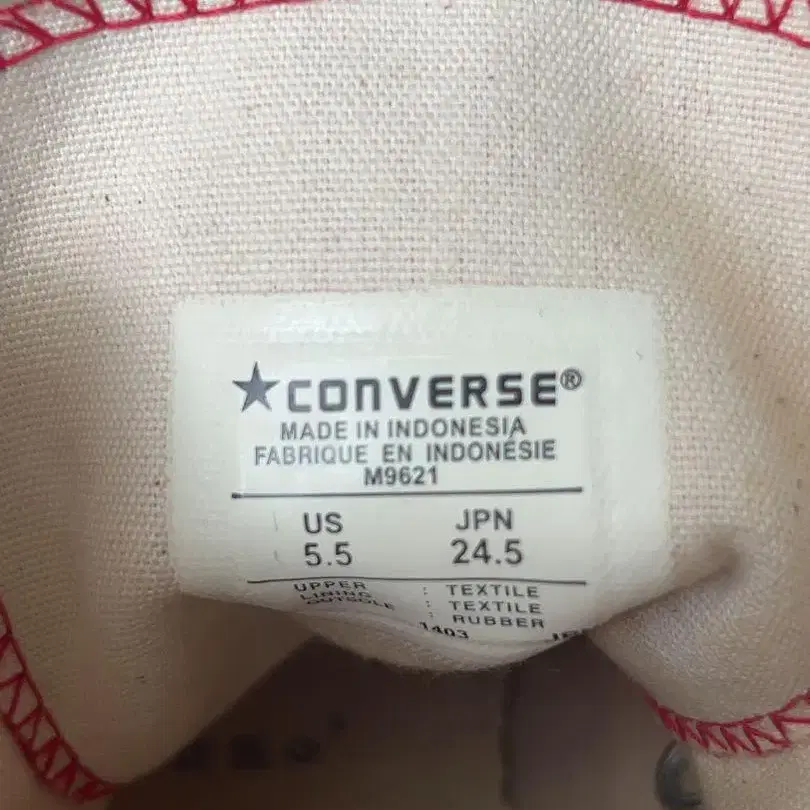 ★CONVERSE®
MADE IN INDONESIA
FABRIQUE EN INDONÉSIE
M9621
US JPN
5.5 24.5
UPPER : TEXTILE
LINING : TEXTILE
OUTSOLE : RUBBER
1403